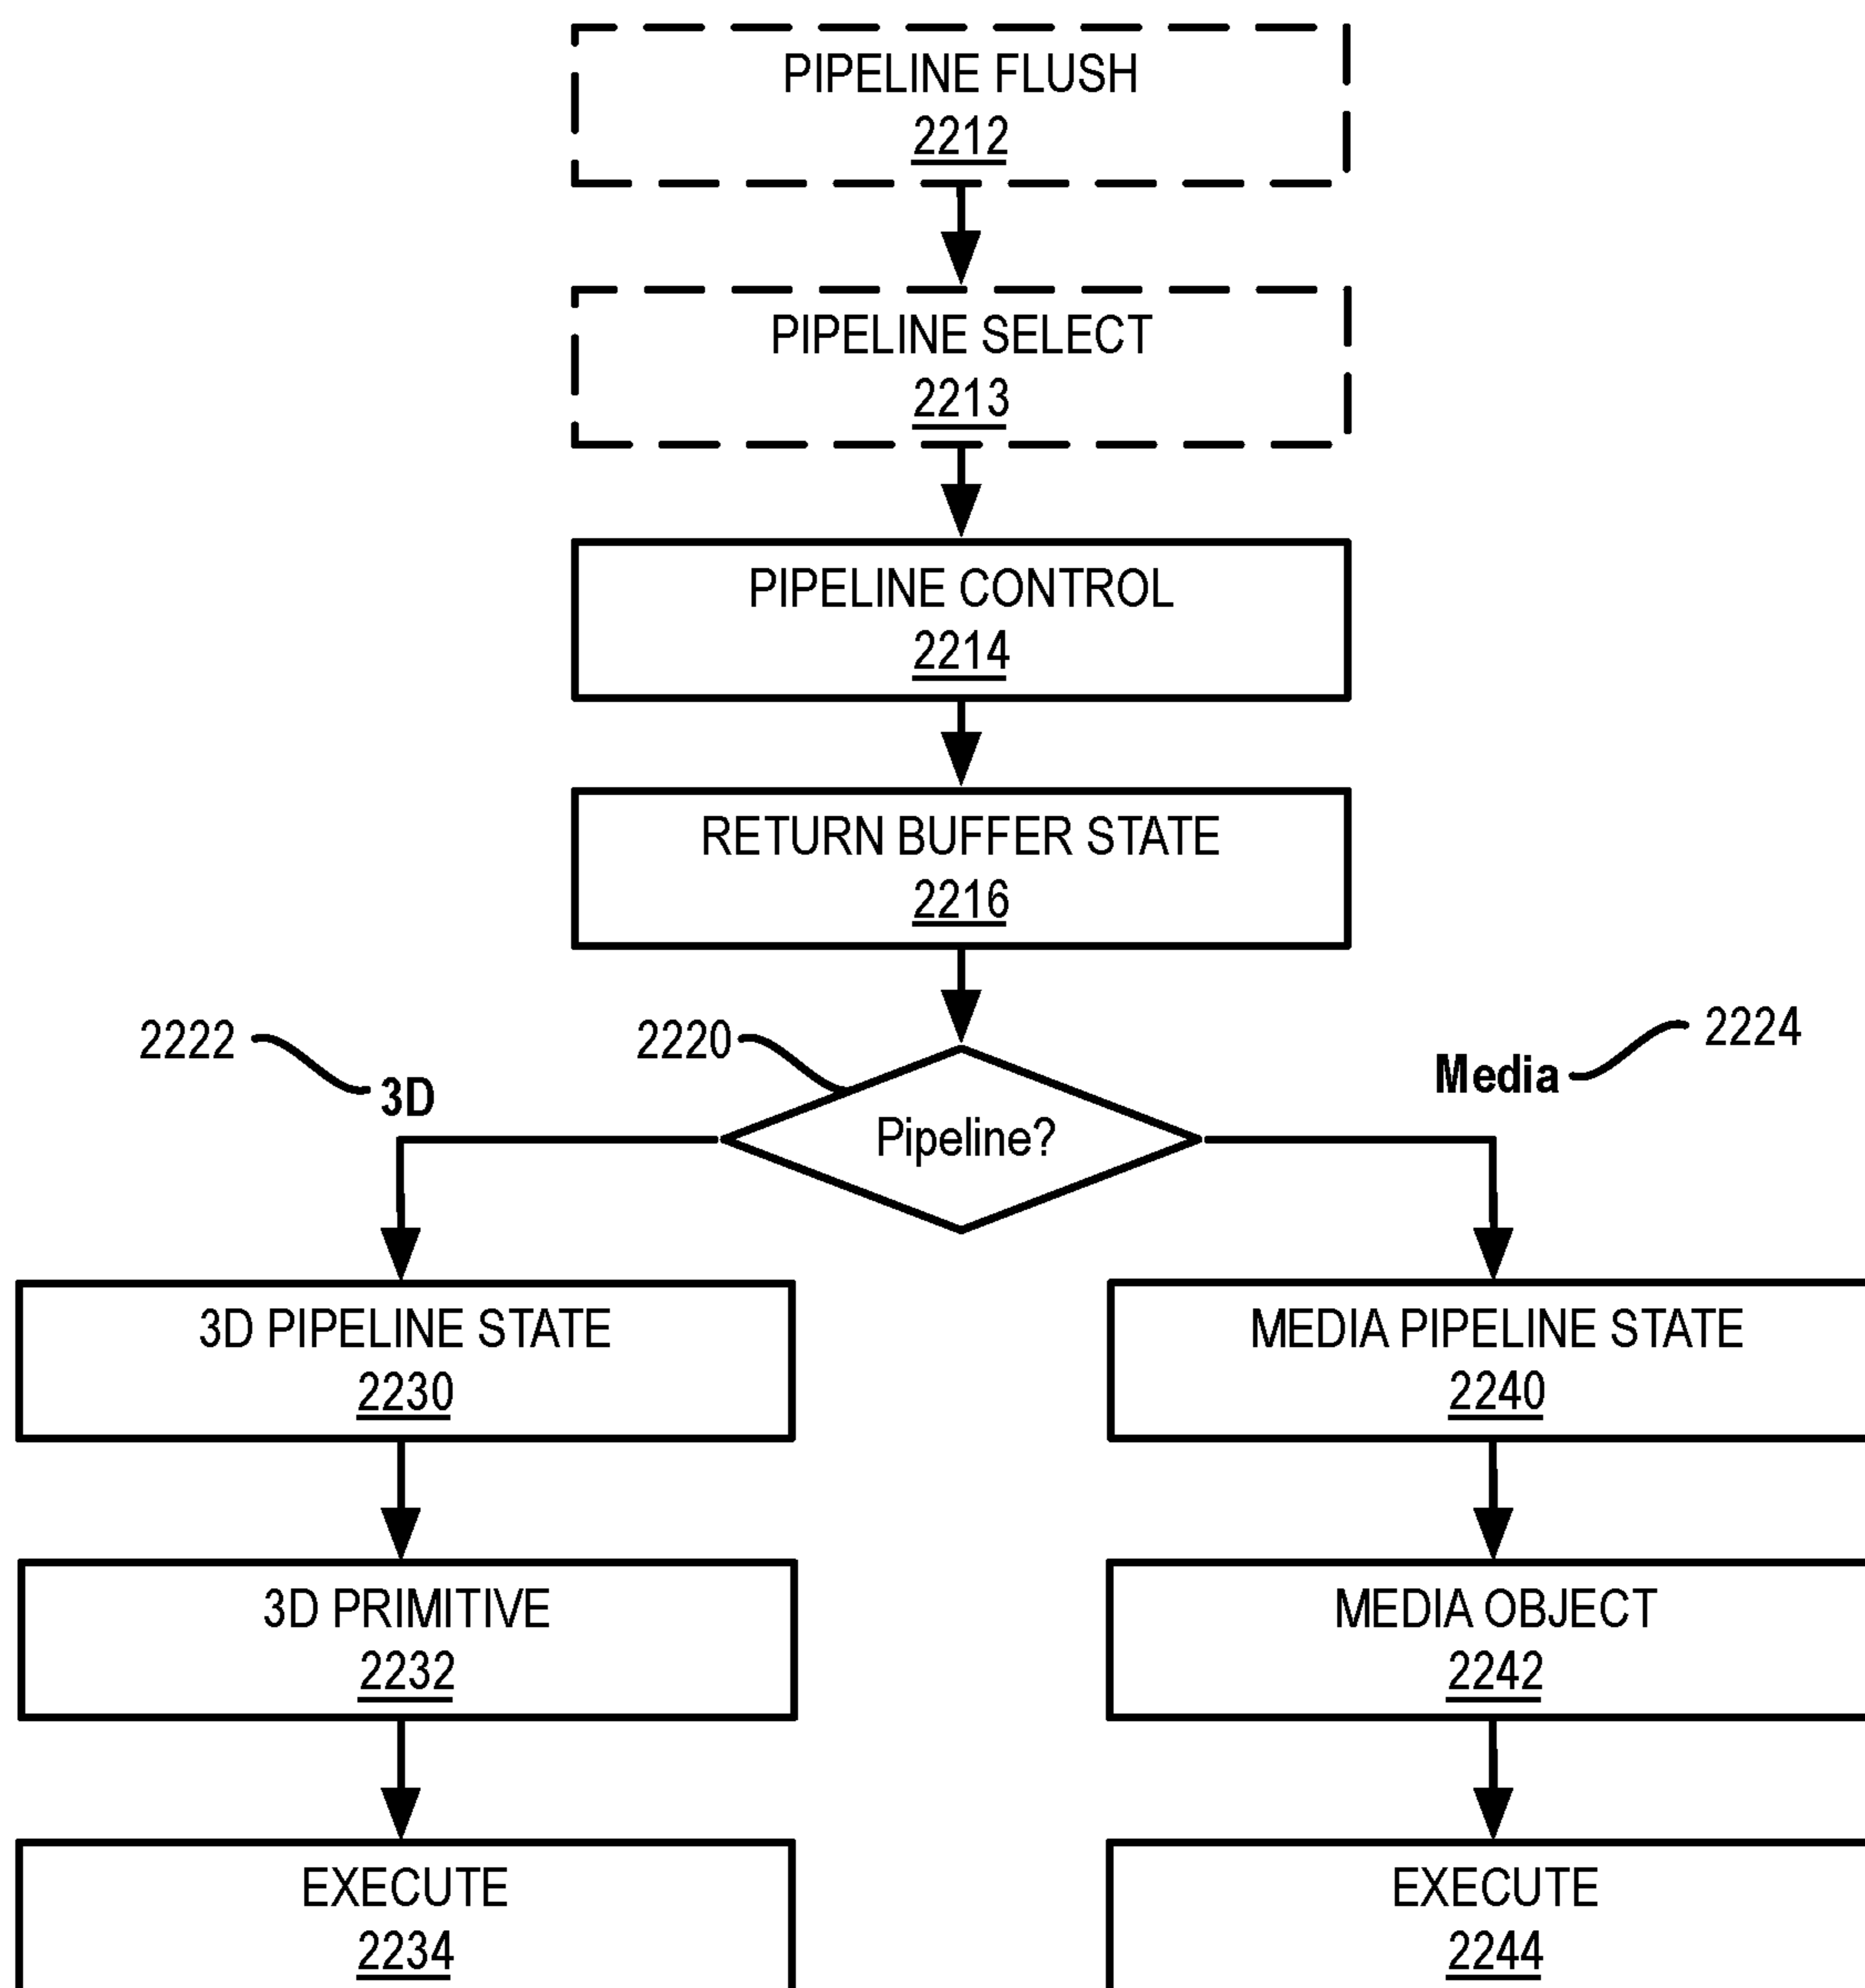 PIPELINE FLUSH
2212
PIPELINE SELECT
2213
PIPELINE CONTROL
2214
RETURN BUFFER STATE
2216
2222
3D
2220
Pipeline?
Media
2224
3D PIPELINE STATE
2230
MEDIA PIPELINE STATE
2240
3D PRIMITIVE
2232
MEDIA OBJECT
2242
EXECUTE
2234
EXECUTE
2244